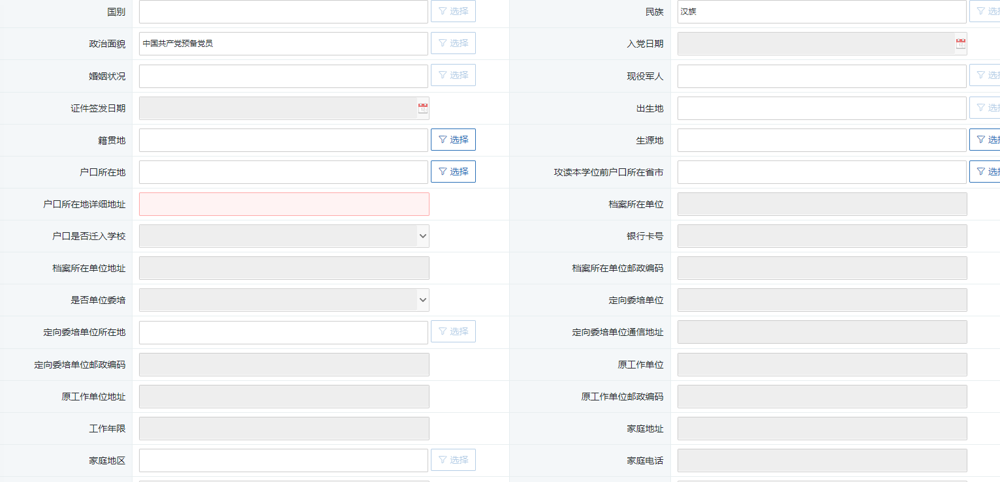 国别 选择 民族 汉族
政治面貌 中国共产党预备党员 选择 入党日期
婚姻状况 选择 现役军人
证件签发日期 出生地
籍贯地 选择 生源地
户口所在地 选择 攻读本学位前户口所在省市
户口所在地详细地址 档案所在单位
户口是否迁入学校 银行卡号
档案所在单位地址 档案所在单位邮政编码
是否单位委培 定向委培单位
定向委培单位所在地 选择 定向委培单位通信地址
定向委培单位邮政编码 原工作单位
原工作单位地址 原工作单位邮政编码
工作年限 家庭地址
家庭地区 选择 家庭电话